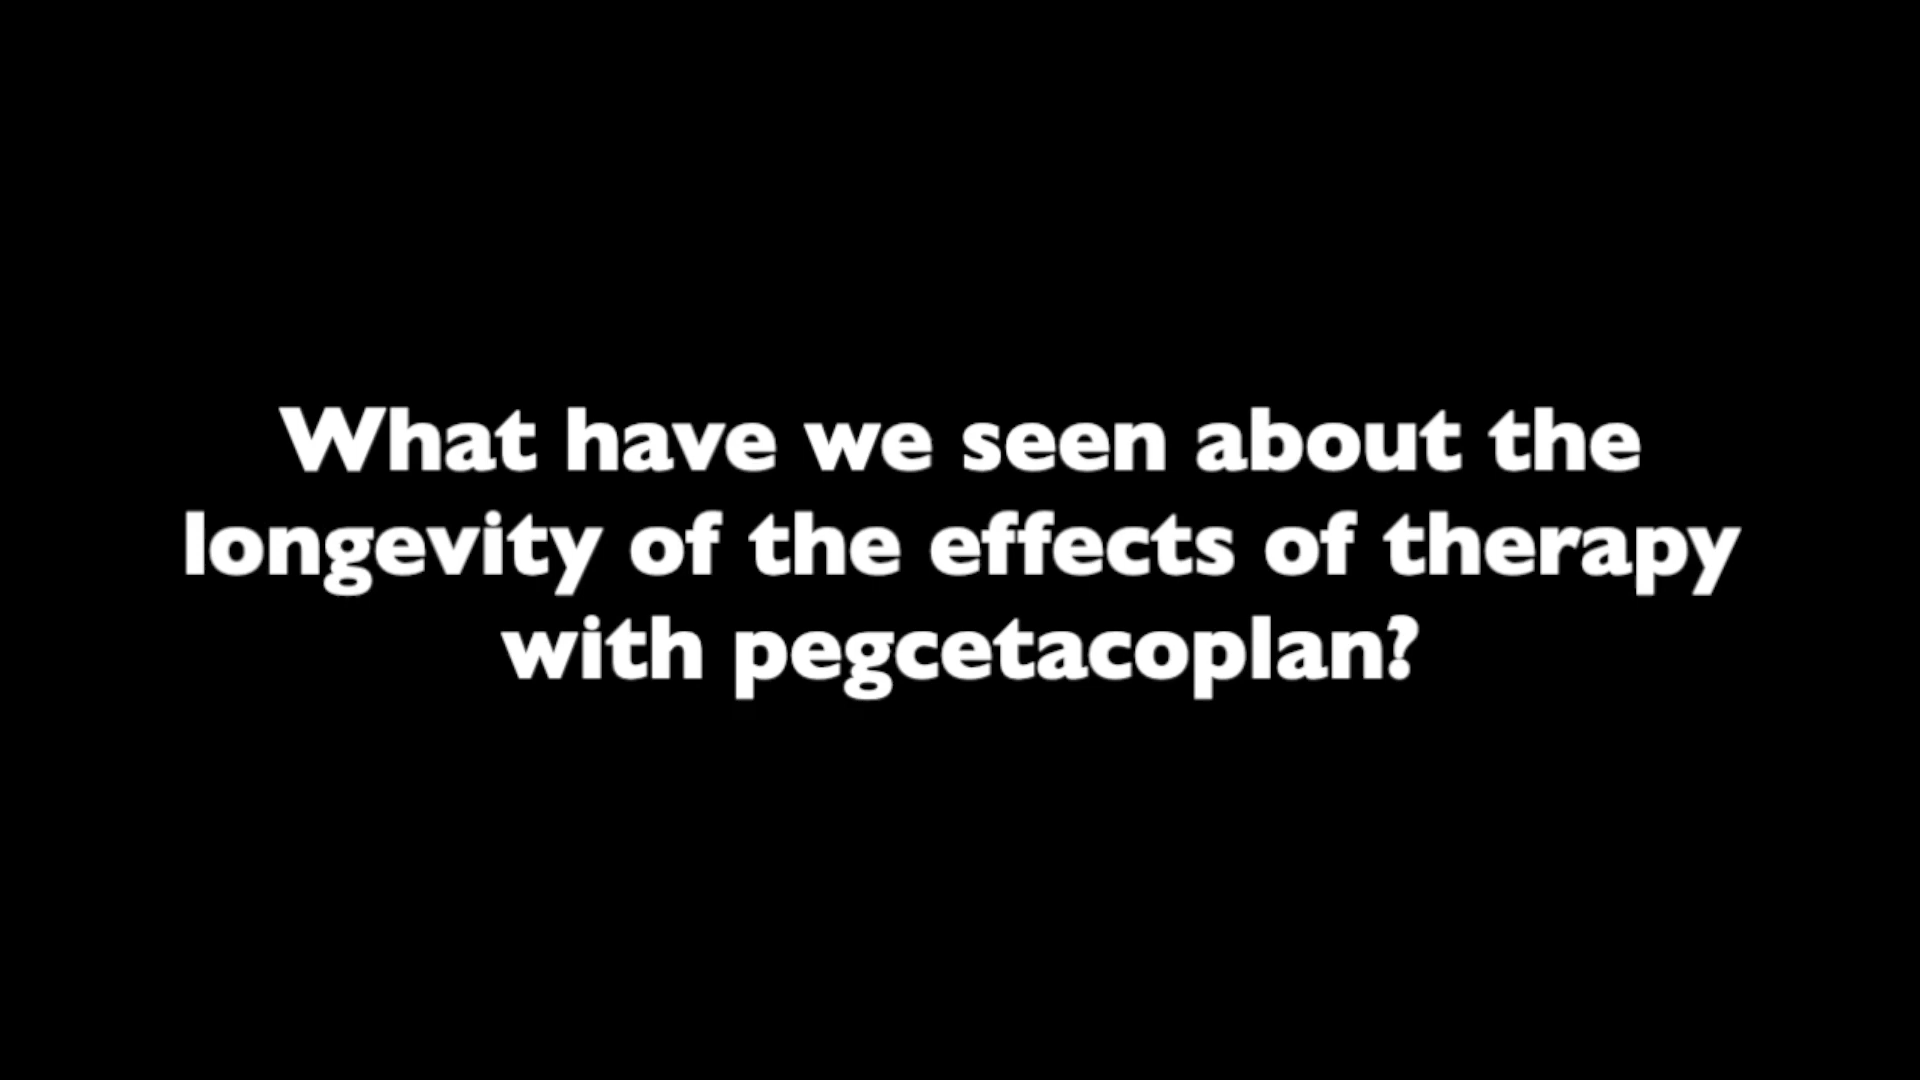 What have we seen about the
longevity of the effects of therapy
with pegcetacoplan?